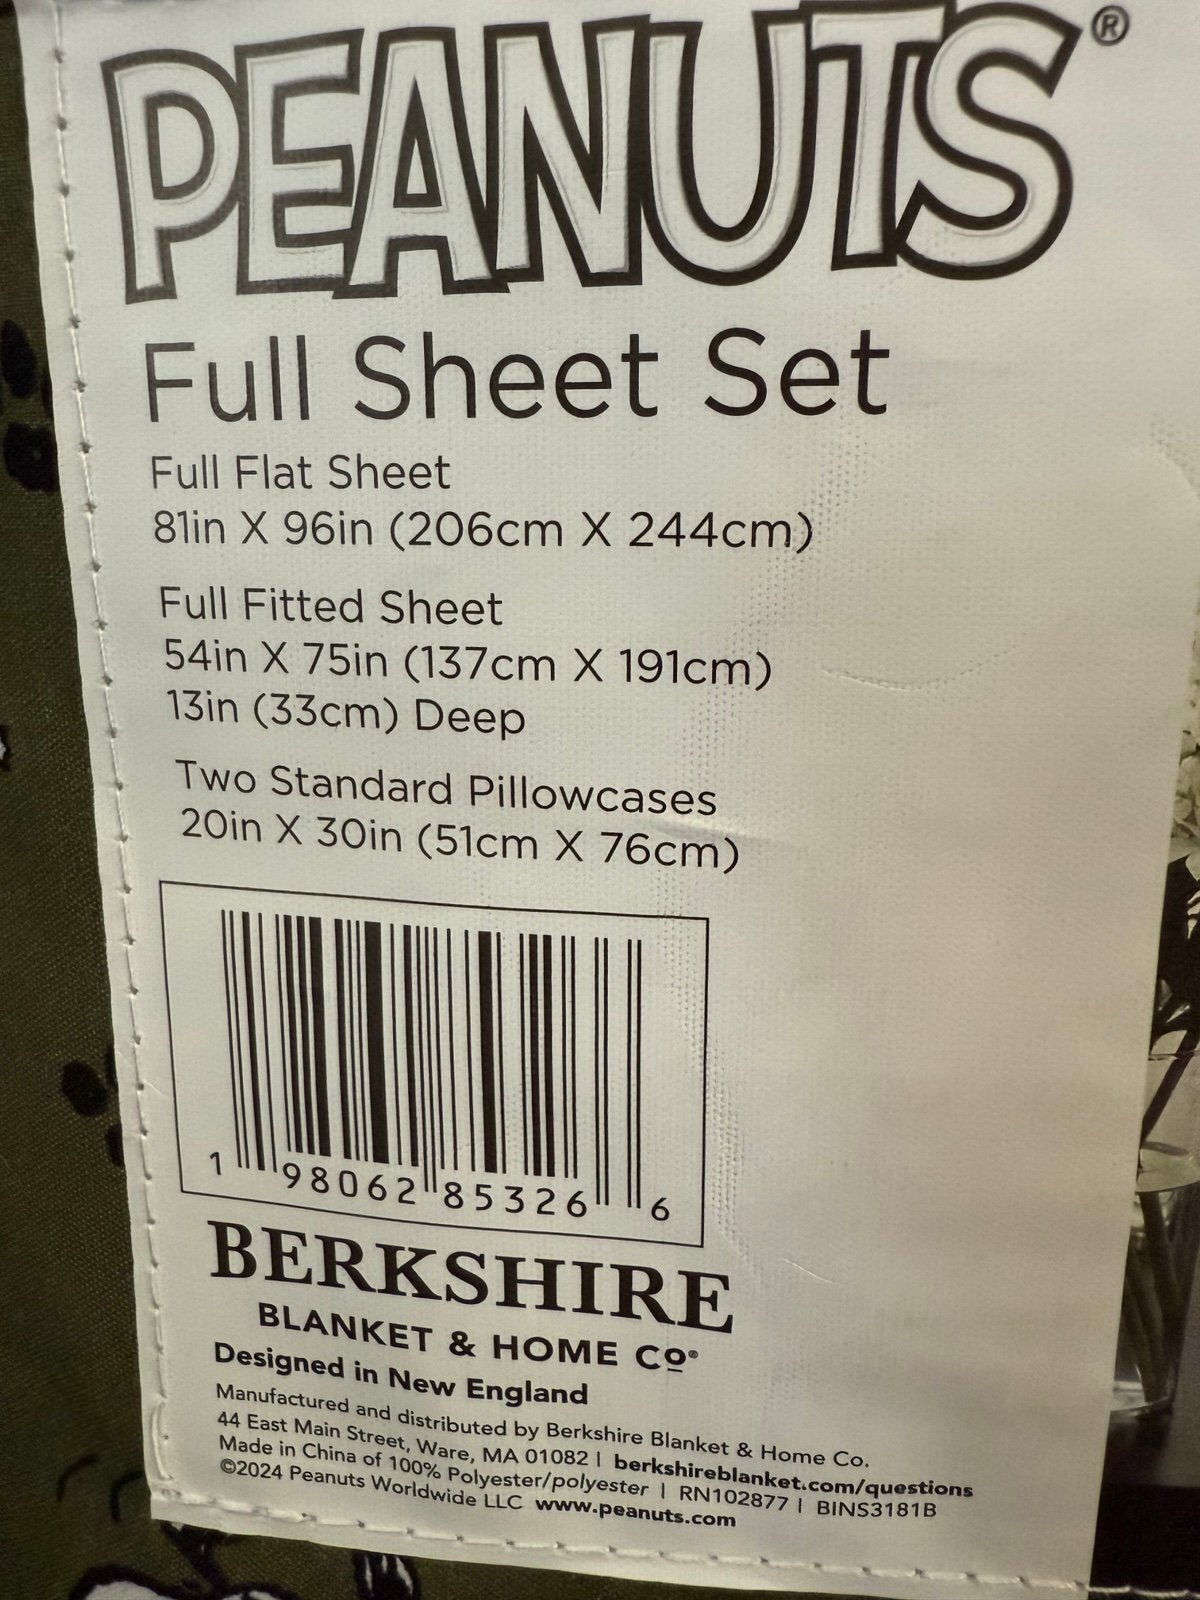 PEANUTS®
Full Sheet Set
Full Flat Sheet
81in X 96in (206cm X 244cm)
Full Fitted Sheet
54in X 75in (137cm X 191cm)
13in (33cm) Deep
Two Standard Pillowcases
20in X 30in (51cm X 76cm)
1 98062 85326 6
BERKSHIRE
BLANKET & HOME Cº®
Designed in New England
Manufactured and distributed by Berkshire Blanket & Home Co.
44 East Main Street, Ware, MA 01082 | berkshireblanket.com/questions
Made in China of 100% Polyester/polyester | RN102877 | BINS3181B
©2024 Peanuts Worldwide LLC www.peanuts.com